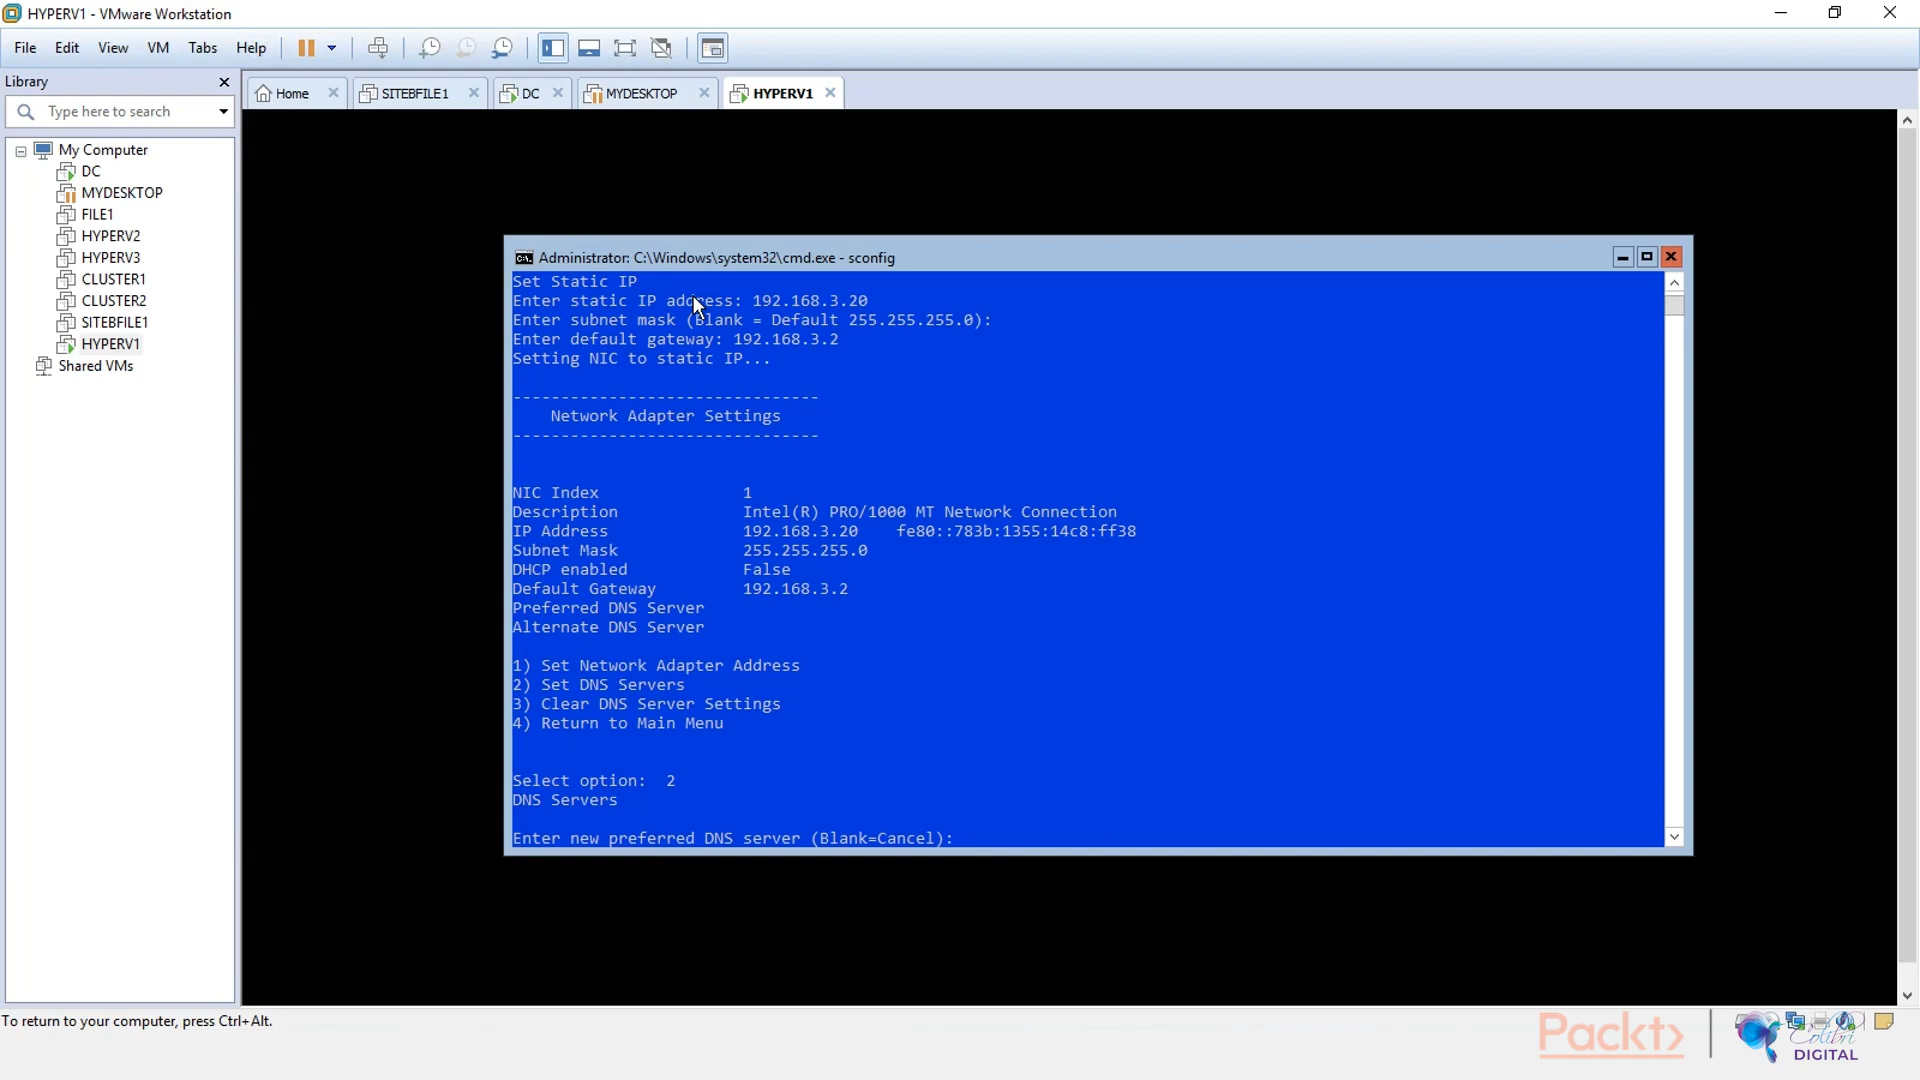 HYPERV1 - VMware Workstation
File Edit View VM Tabs Help
Library
Home SITEBFILE1 DC MYDESKTOP HYPERV1
Type here to search
My Computer
DC
MYDESKTOP
FILE1
HYPERV2
HYPERV3
CLUSTER1
CLUSTER2
SITEBFILE1
HYPERV1
Shared VMs
Administrator: C:\Windows\system32\cmd.exe - sconfig
Set Static IP
Enter static IP address: 192.168.3.20
Enter subnet mask (Blank = Default 255.255.255.0):
Enter default gateway: 192.168.3.2
Setting NIC to static IP...
--------------------------------
Network Adapter Settings
--------------------------------
NIC Index 1
Description Intel(R) PRO/1000 MT Network Connection
IP Address 192.168.3.20 fe80::783b:1355:14c8:ff38
Subnet Mask 255.255.255.0
DHCP enabled False
Default Gateway 192.168.3.2
Preferred DNS Server
Alternate DNS Server
1) Set Network Adapter Address
2) Set DNS Servers
3) Clear DNS Server Settings
4) Return to Main Menu
Select option: 2
DNS Servers
Enter new preferred DNS server (Blank=Cancel):
To return to your computer, press Ctrl+Alt.
Packt>
Colibri
DIGITAL